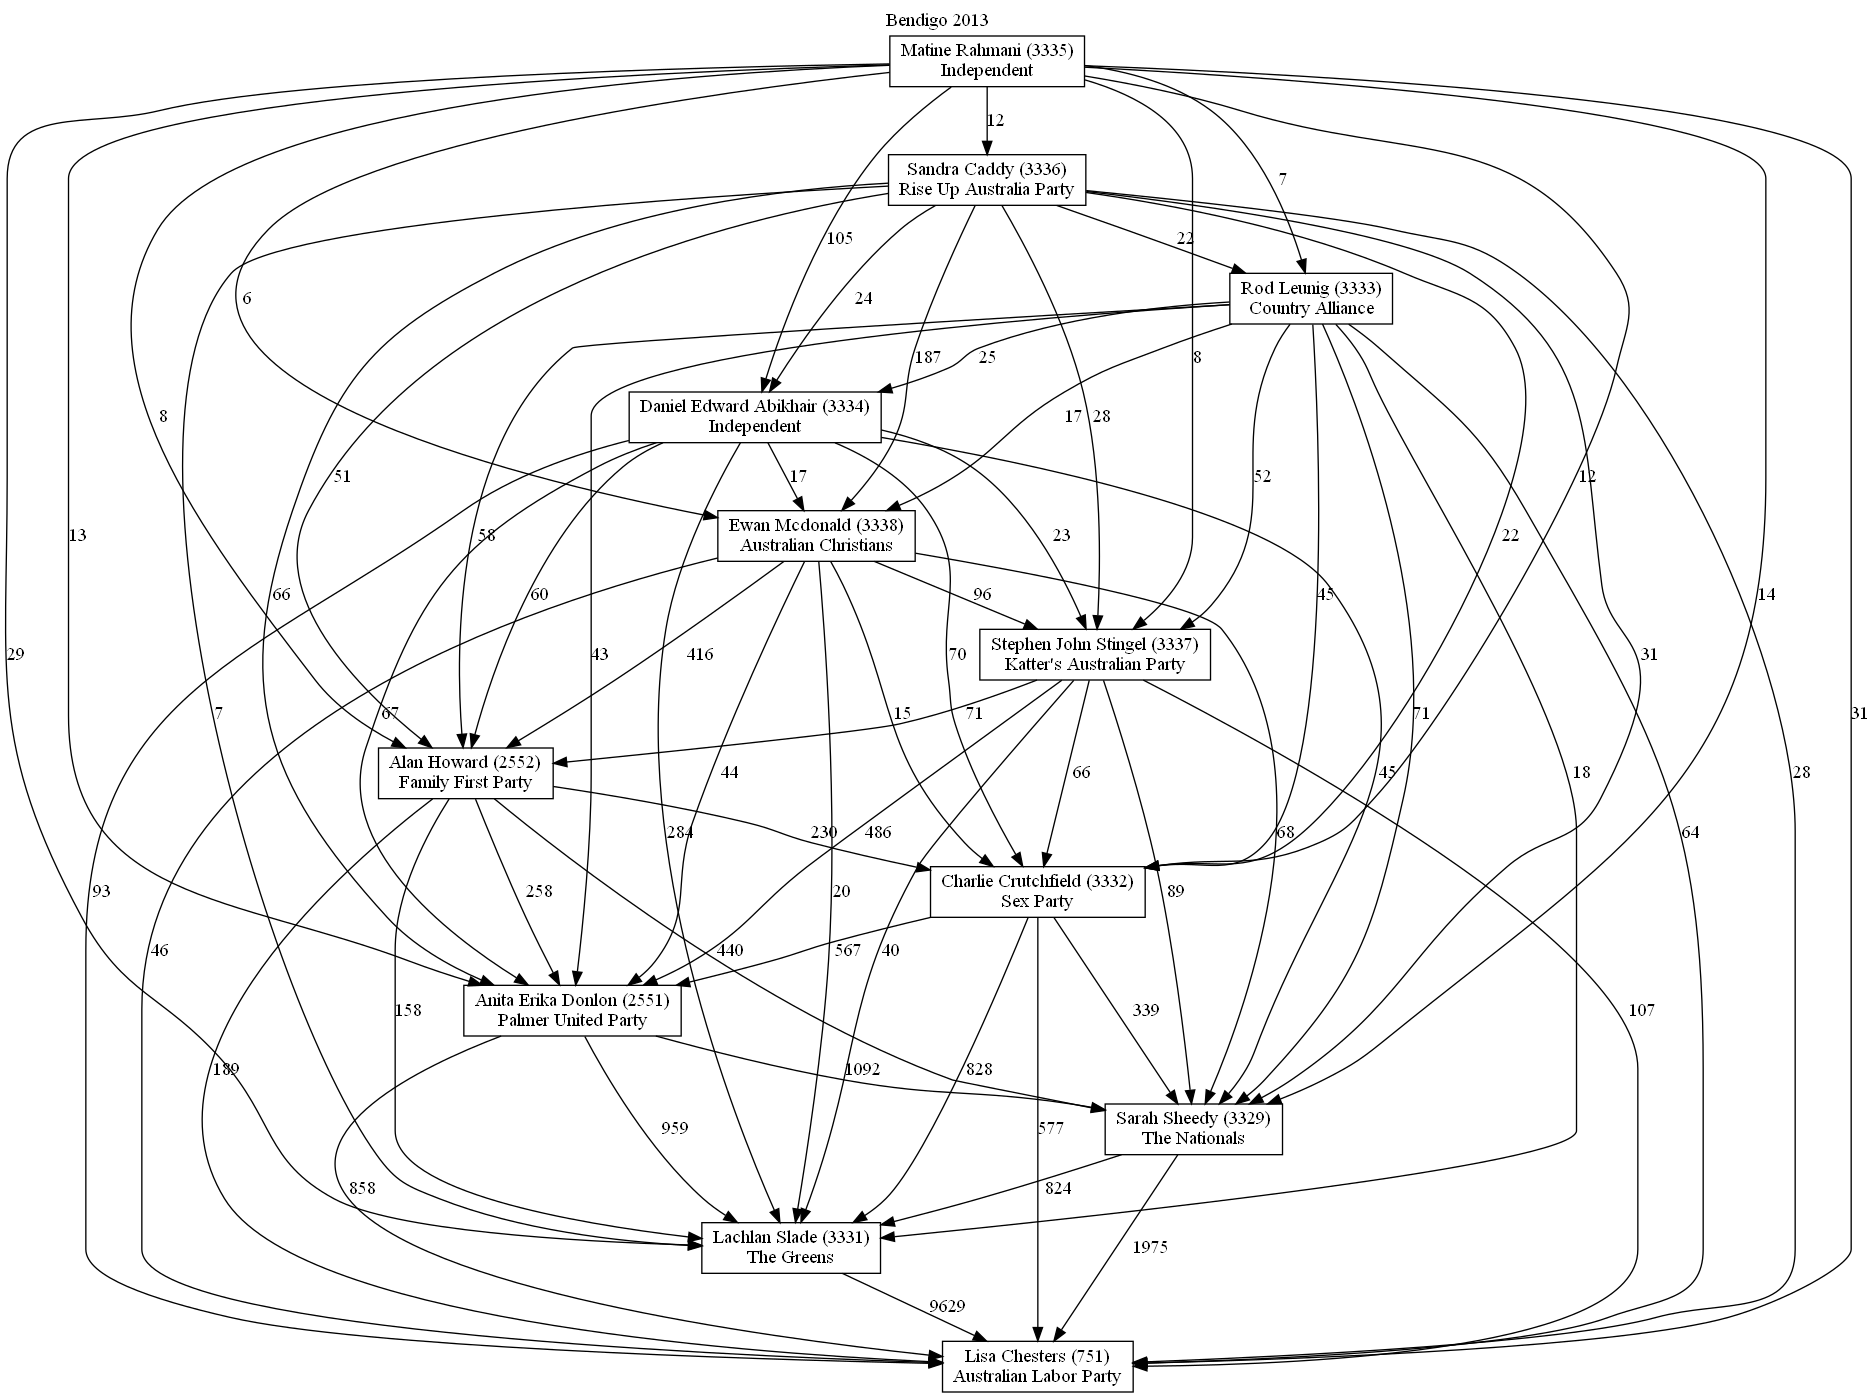 Bendigo 2013
Matine Rahmani (3335)
Independent
12
Sandra Caddy (3336)
Rise Up Australia Party
7
105
22
Rod Leunig (3333)
Country Alliance
6
24
187
25
8
Daniel Edward Abikhair (3334)
Independent
8
17
28
51
17
52
12
Ewan Mcdonald (3338)
Australian Christians
13
58
23
22
66
60
96
45
14
Stephen John Stingel (3337)
Katter's Australian Party
29
43
416
70
31
7
67
15
71
71
31
Alan Howard (2552)
Family First Party
44
66
45
18
28
284
230
486
68
64
Charlie Crutchfield (3332)
Sex Party
93
258
20
89
46
440
567
40
Anita Erika Donlon (2551)
Palmer United Party
158
339
107
189
1092
828
Sarah Sheedy (3329)
The Nationals
959
577
858
824
Lachlan Slade (3331)
The Greens
1975
9629
Lisa Chesters (751)
Australian Labor Party